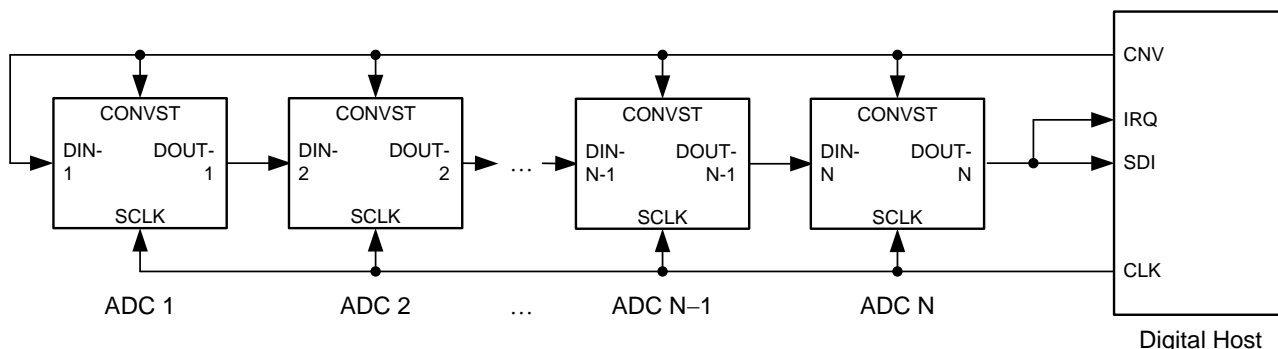 CNV
CONVST
CONVST
CONVST
CONVST
IRQ
DIN-
1
DOUT-
1
DIN-
2
DOUT-
2
...
DIN-
N-1
DOUT-
N-1
DIN-
N
DOUT-
N
SDI
SCLK
SCLK
SCLK
SCLK
CLK
ADC 1
ADC 2
...
ADC N–1
ADC N
Digital Host